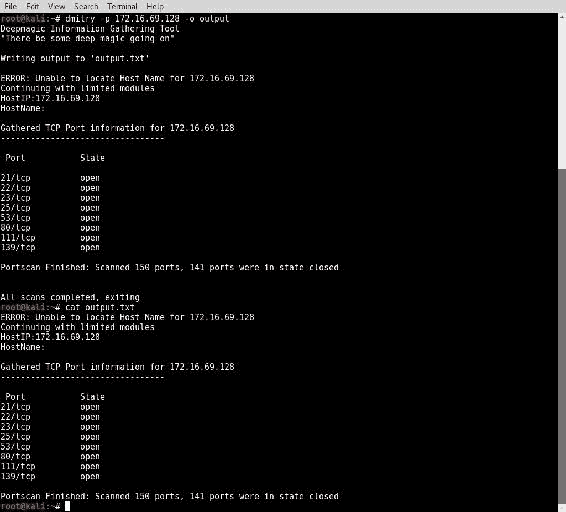 File Edit View Search Terminal Help
root@kali:~# dmitry -p 172.16.69.128 -o output
Deepmagic Information Gathering Tool
"There be some deep magic going on"
Writing output to 'output.txt'
ERROR: Unable to locate Host Name for 172.16.69.128
Continuing with limited modules
HostIP:172.16.69.128
HostName:
Gathered TCP Port information for 172.16.69.128
---------------------------------
Port State
21/tcp open
22/tcp open
23/tcp open
25/tcp open
53/tcp open
80/tcp open
111/tcp open
139/tcp open
Portscan Finished: Scanned 150 ports, 141 ports were in state closed
All scans completed, exiting
root@kali:~# cat output.txt
ERROR: Unable to locate Host Name for 172.16.69.128
Continuing with limited modules
HostIP:172.16.69.128
HostName:
Gathered TCP Port information for 172.16.69.128
---------------------------------
Port State
21/tcp open
22/tcp open
23/tcp open
25/tcp open
53/tcp open
80/tcp open
111/tcp open
139/tcp open
Portscan Finished: Scanned 150 ports, 141 ports were in state closed
root@kali:~#